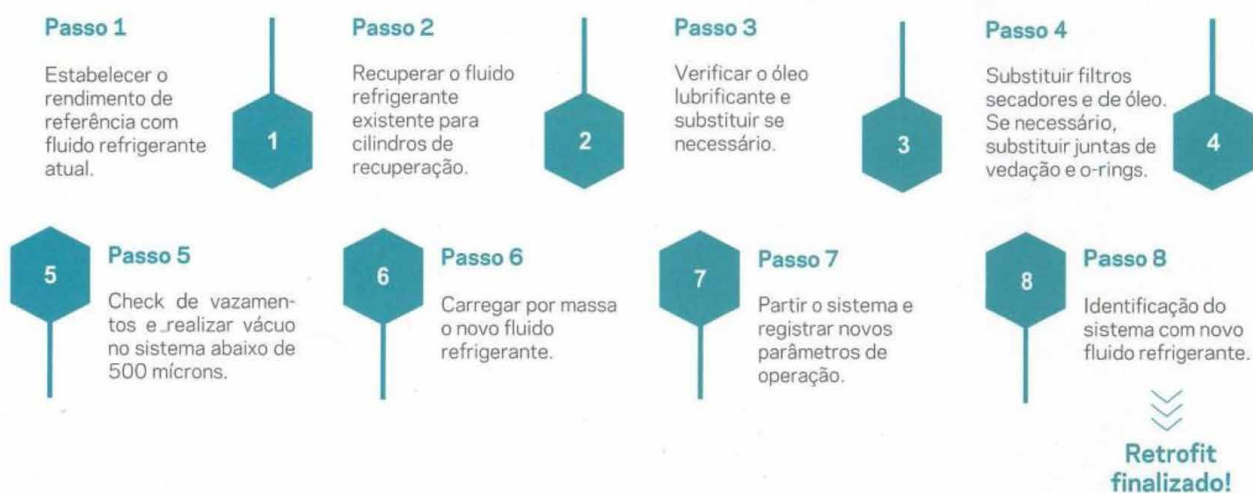 Passo 1
Estabelecer o
rendimento de
referência com
fluido refrigerante
atual.
1
Passo 2
Recuperar o fluido
refrigerante
existente para
cilindros de
recuperação.
2
Passo 3
Verificar o óleo
lubrificante e
substituir se
necessário.
3
Passo 4
Substituir filtros
secadores e de óleo.
Se necessário,
substituir juntas de
vedação e o-rings.
4
5
Passo 5
Check de vazamen-
tos e realizar vácuo
no sistema abaixo de
500 mícrons.
6
Passo 6
Carregar por massa
o novo fluido
refrigerante.
7
Passo 7
Partir o sistema e
registrar novos
parâmetros de
operação.
8
Passo 8
Identificação do
sistema com novo
fluido refrigerante.
Retrofit
finalizado!